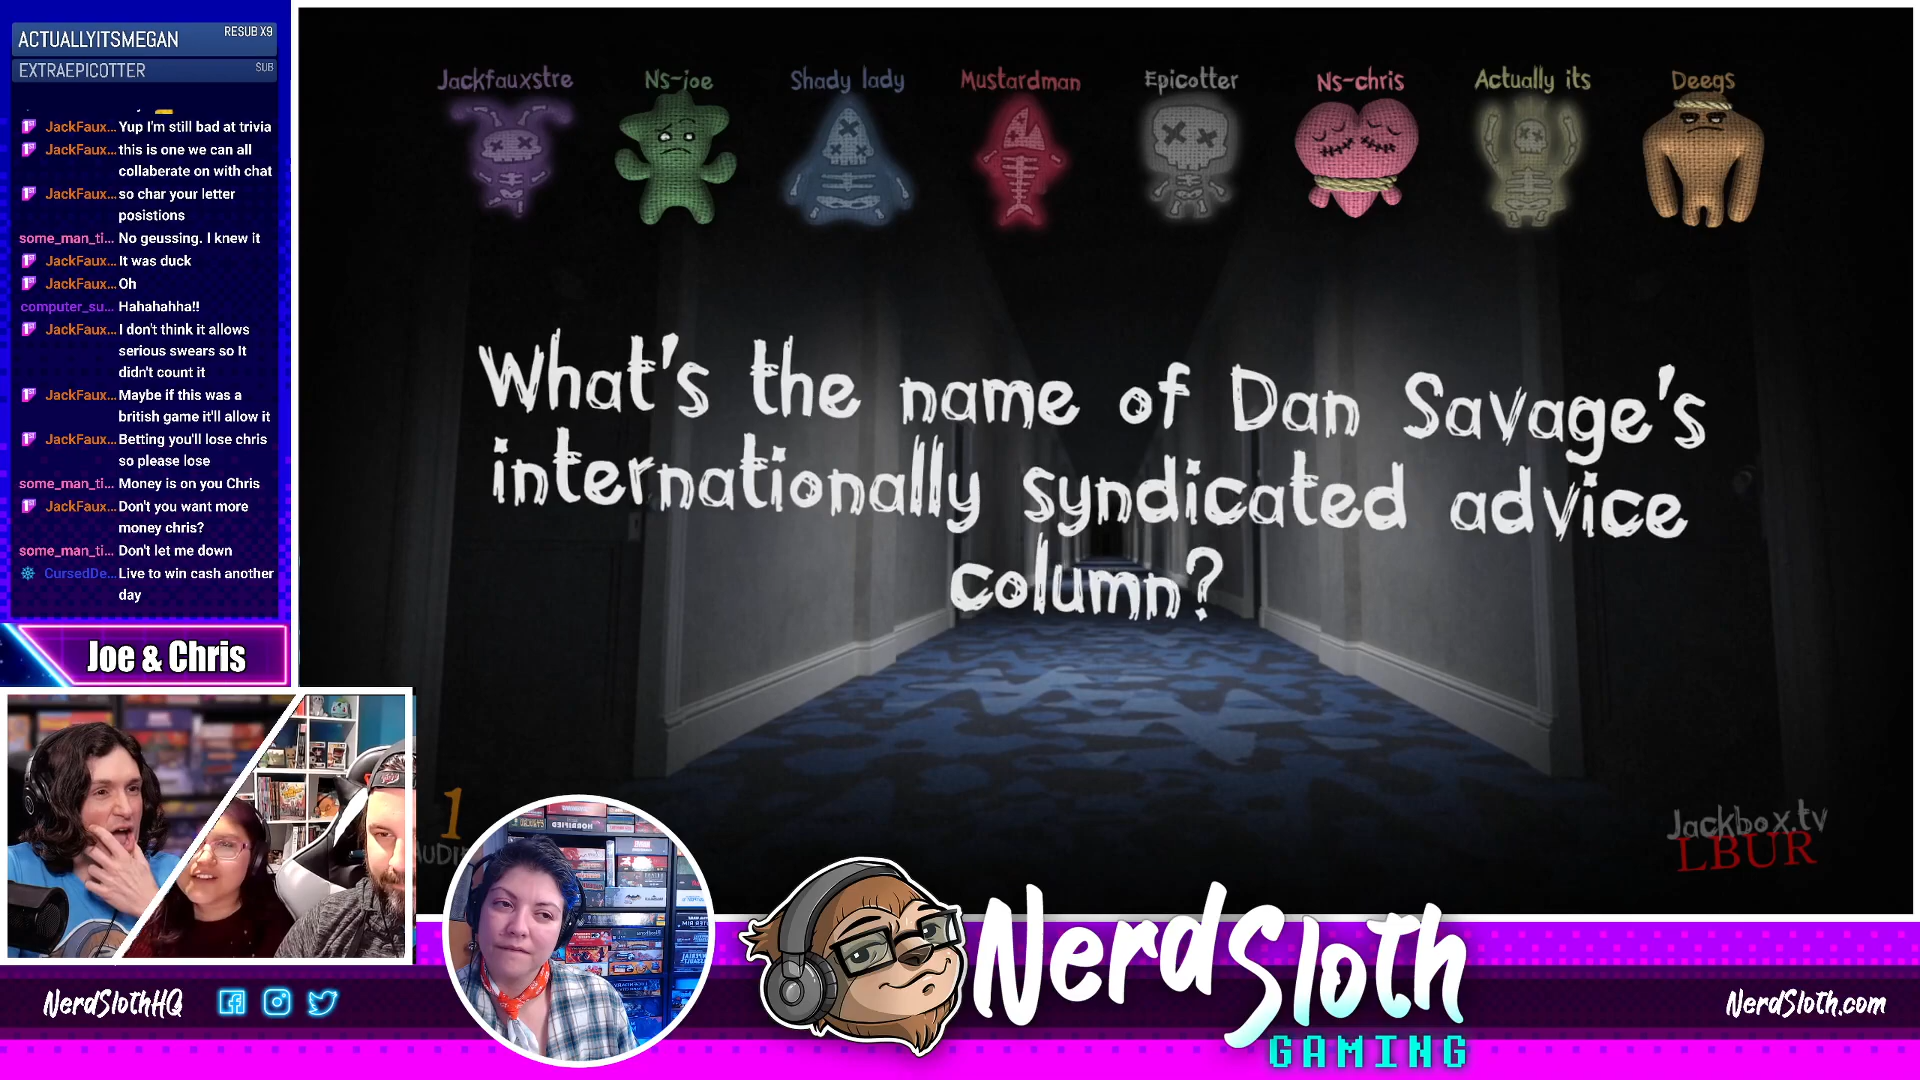 ACTUALLYITSMEGAN RESUB X9
EXTRAEPICOTTER SUB
JackFaux... Yup I'm still bad at trivia
JackFaux... this is one we can all
collaberate on with chat
JackFaux... so char your letter
posistions
some_man_ti... No geussing. I knew it
JackFaux... It was duck
JackFaux... Oh
computer_su... Hahahahha!!
JackFaux... I don't think it allows
serious swears so It
didn't count it
JackFaux... Maybe if this was a
british game it'll allow it
JackFaux... Betting you'll lose chris
so please lose
some_man_ti... Money is on you Chris
JackFaux... Don't you want more
money chris?
some_man_ti... Don't let me down
CursedDe... Live to win cash another
day
Joe & Chris
Jackfauxstre Ns-joe Shady lady Mustardman Epicotter Ns-chris Actually its Deegs
What's the name of Dan Savage's
internationally syndicated advice
column?
1
Jackbox.tv
LBUR
HORRIFIED
NerdSlothHQ
NerdSloth
GAMING
NerdSloth.com